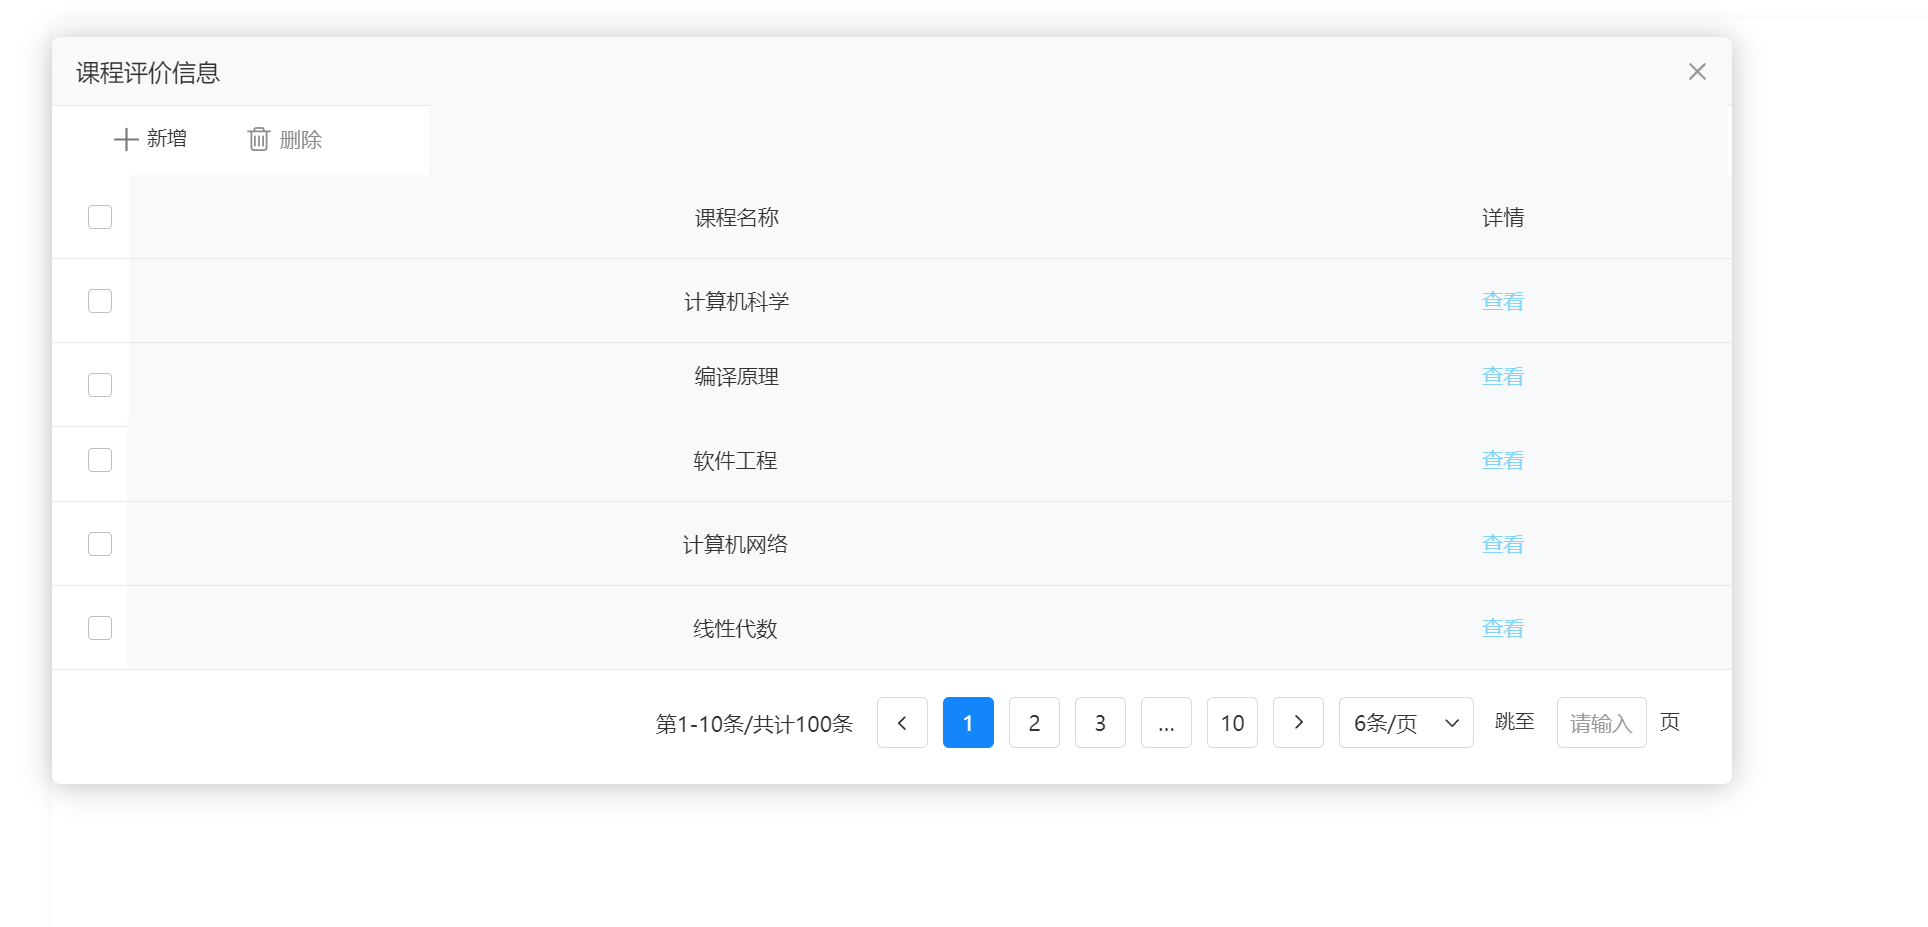 课程评价信息
新增 删除
课程名称 详情
计算机科学 查看
编译原理 查看
软件工程 查看
计算机网络 查看
线性代数 查看
第1-10条/共计100条 1 2 3 ... 10 6条/页 跳至 请输入 页